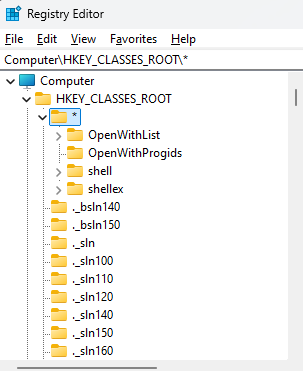 Registry Editor
File Edit View Favorites Help
Computer\HKEY_CLASSES_ROOT\*
Computer
HKEY_CLASSES_ROOT
*
OpenWithList
OpenWithProgids
shell
shellex
._bsln140
._bsln150
._sln
._sln100
._sln110
._sln120
._sln140
._sln150
._sln160